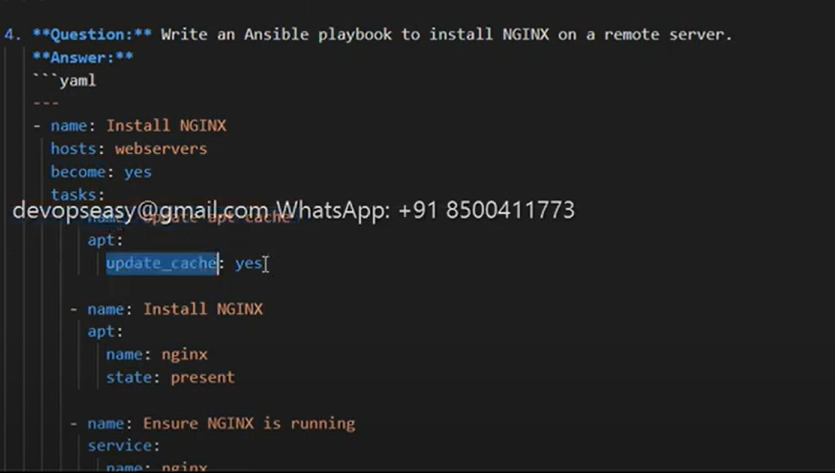 4. **Question:** Write an Ansible playbook to install NGINX on a remote server.
**Answer:**
```yaml
---
- name: Install NGINX
hosts: webservers
become: yes
tasks:
devopseasy@gmail.com WhatsApp: +91 8500411773
- name: Update apt cache
apt:
update_cache: yes
- name: Install NGINX
apt:
name: nginx
state: present
- name: Ensure NGINX is running
service:
name: nginx